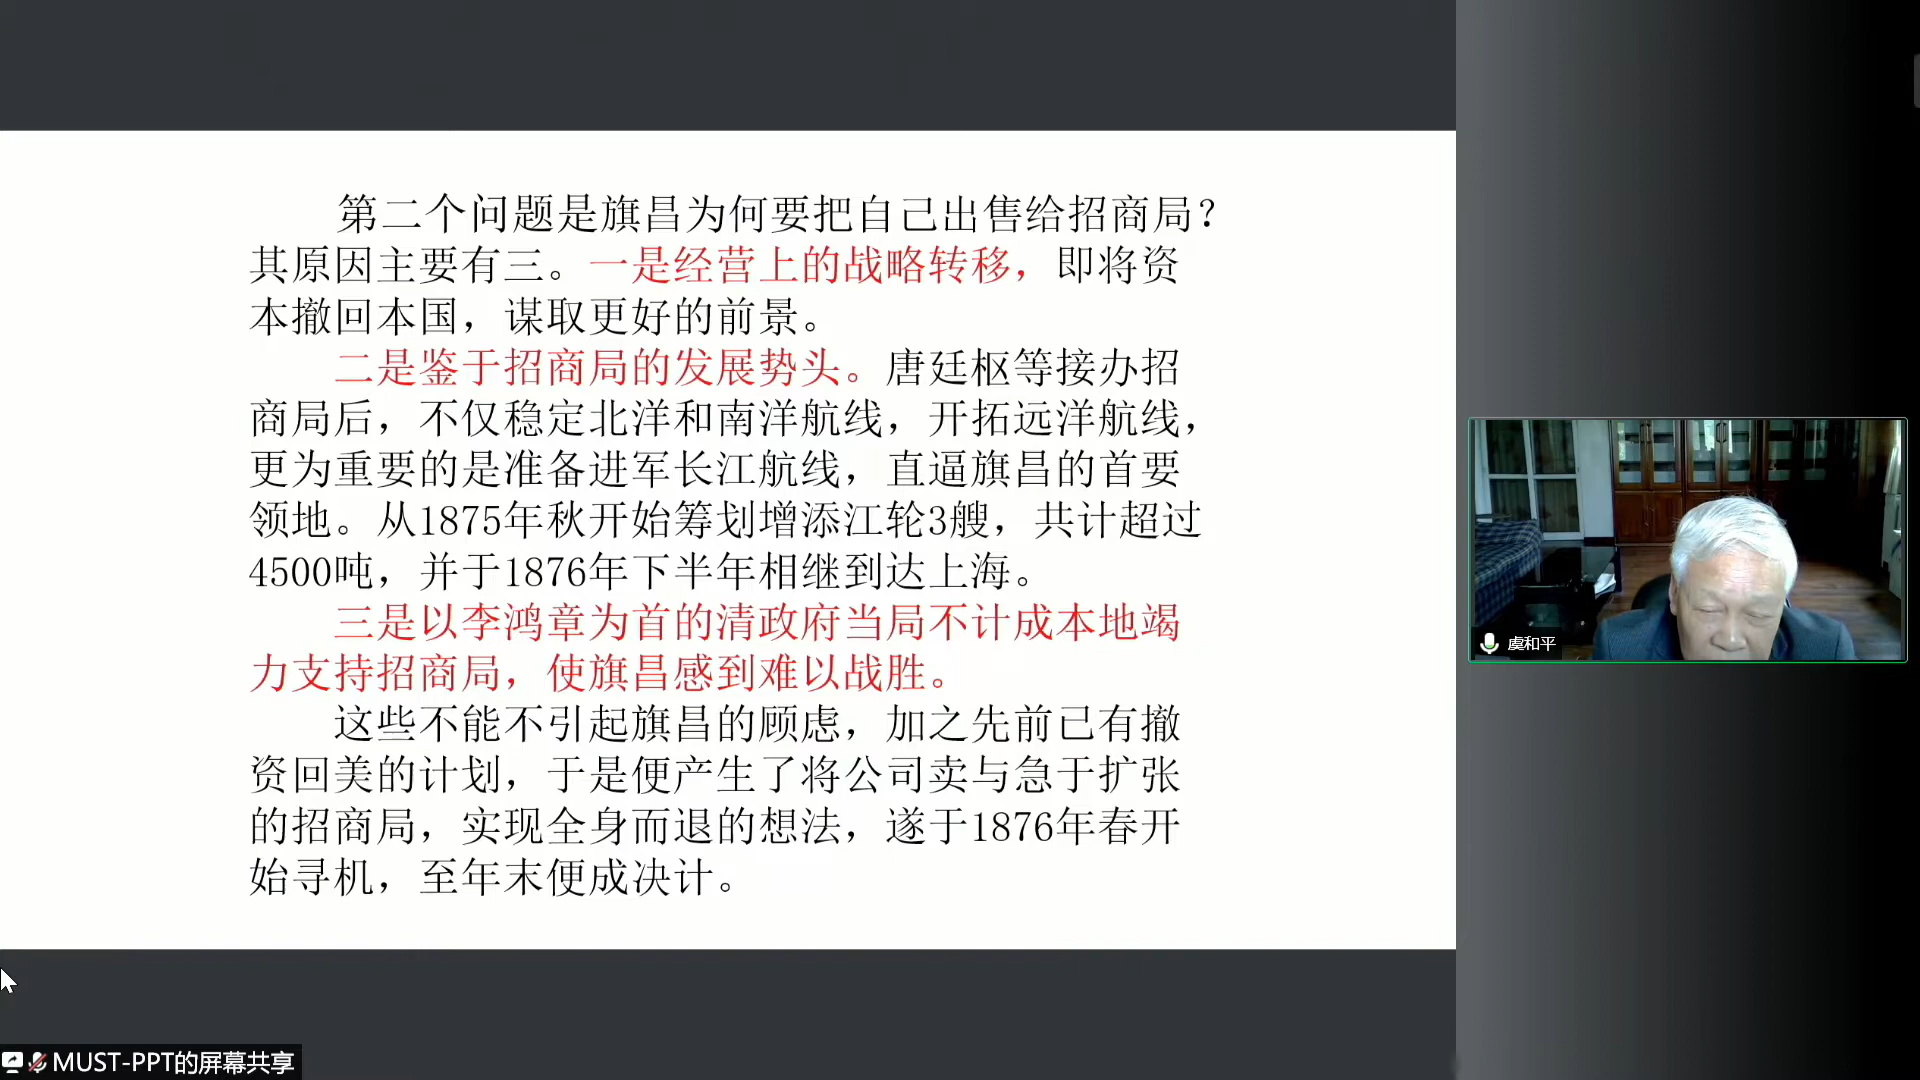 第二个问题是旗昌为何要把自己出售给招商局？
其原因主要有三。一是经营上的战略转移，即将资
本撤回本国，谋取更好的前景。
二是鉴于招商局的发展势头。唐廷枢等接办招
商局后，不仅稳定北洋和南洋航线，开拓远洋航线，
更为重要的是准备进军长江航线，直逼旗昌的首要
领地。从1875年秋开始筹划增添江轮3艘，共计超过
4500吨，并于1876年下半年相继到达上海。
三是以李鸿章为首的清政府当局不计成本地竭
力支持招商局，使旗昌感到难以战胜。
这些不能不引起旗昌的顾虑，加之先前已有撤
资回美的计划，于是便产生了将公司卖与急于扩张
的招商局，实现全身而退的想法，遂于1876年春开
始寻机，至年末便成决计。
虞和平
MUST-PPT的屏幕共享